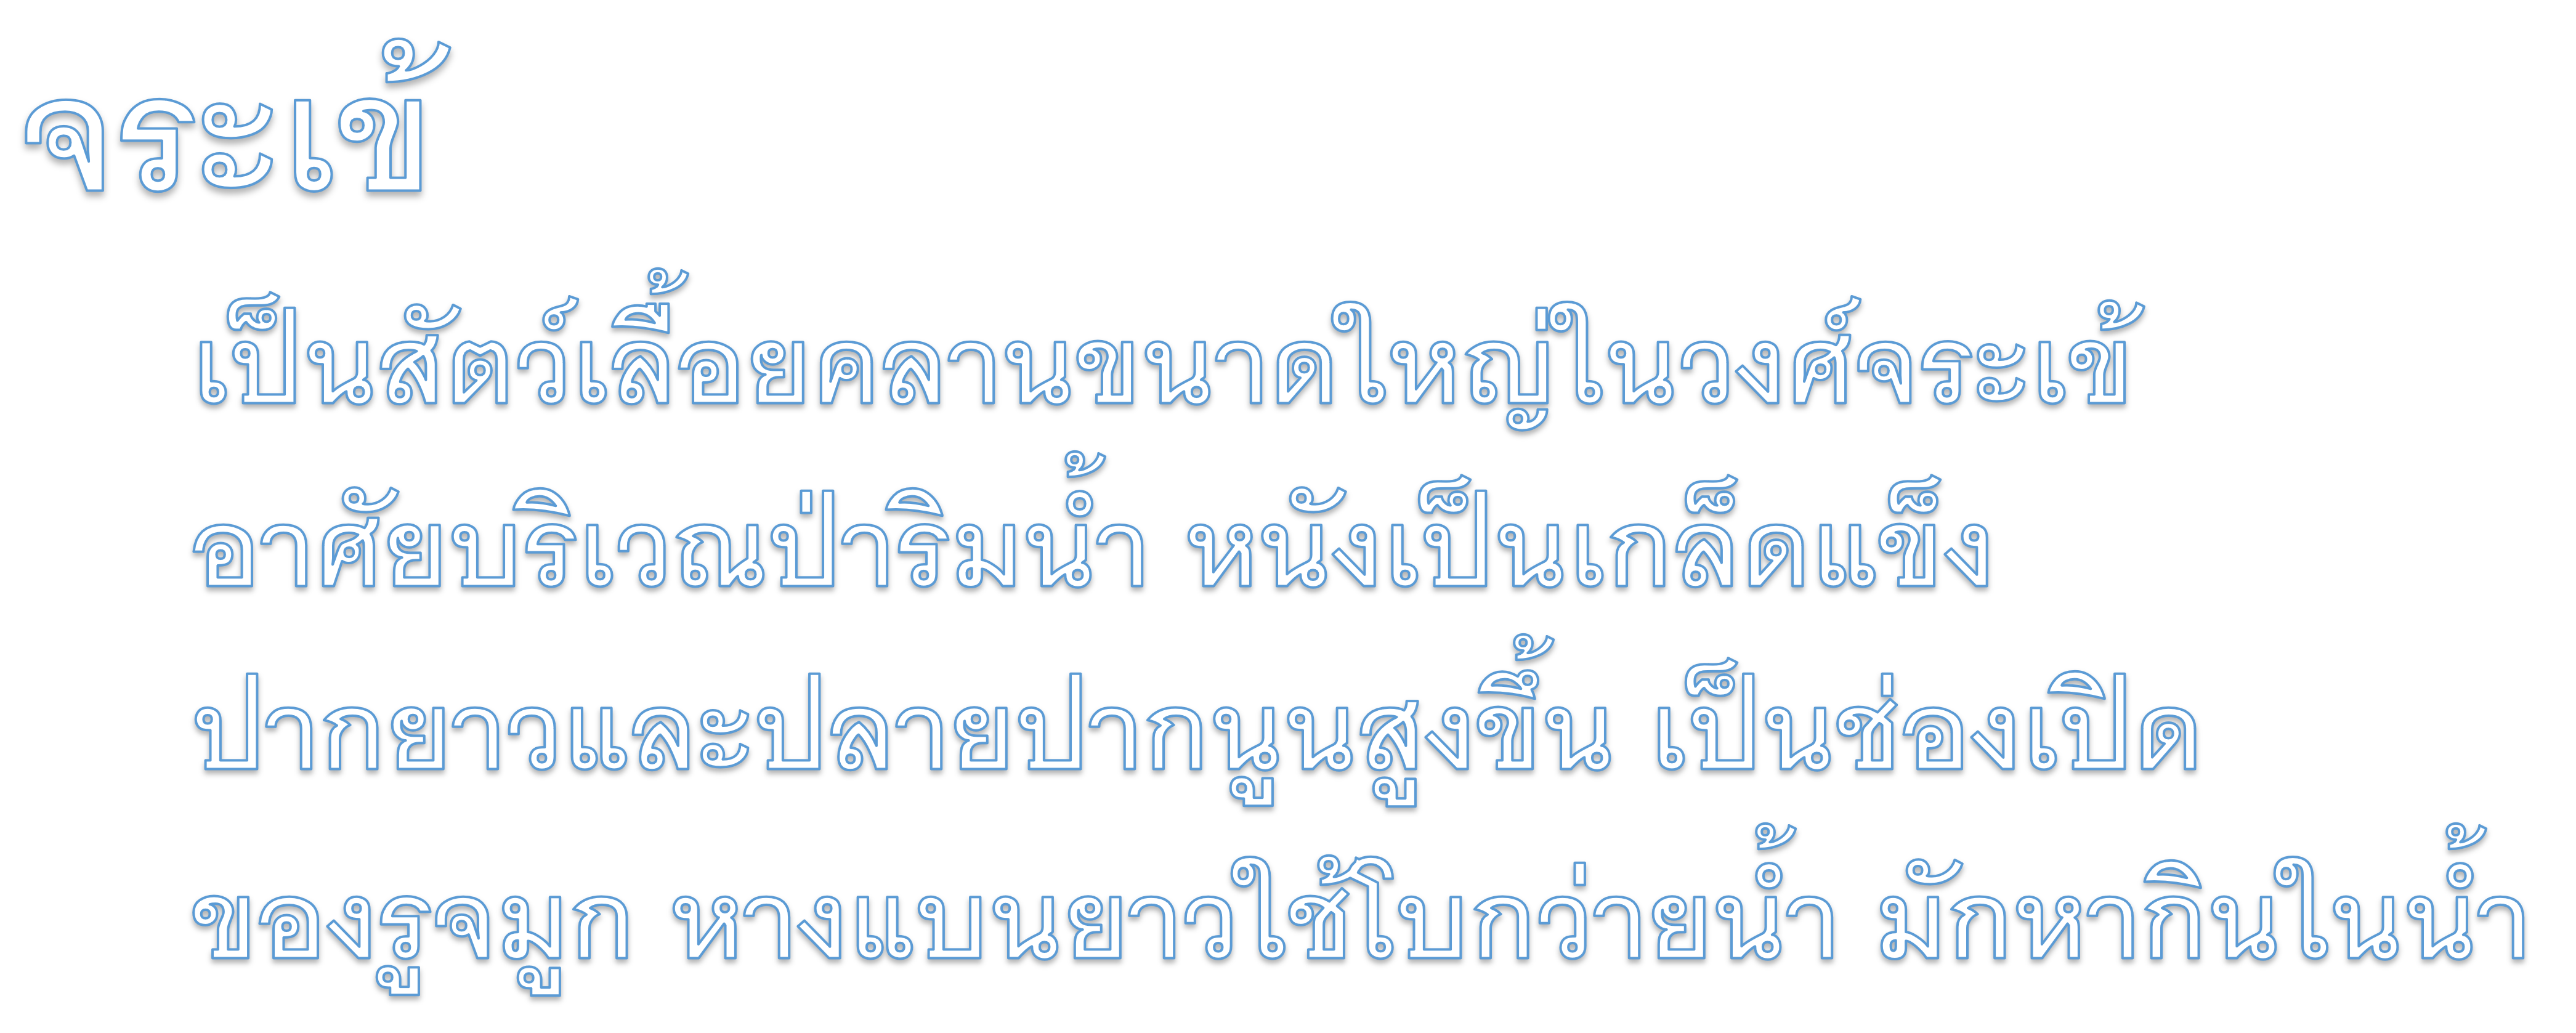 จระเข้
เป็นสัตว์เลื้อยคลานขนาดใหญ่ในวงศ์จระเข้
อาศัยบริเวณป่าริมน้ำ หนังเป็นเกล็ดแข็ง
ปากยาวและปลายปากนูนสูงขึ้น เป็นช่องเปิด
ของรูจมูก หางแบนยาวใช้โบกว่ายน้ำ มักหากินในน้ำ